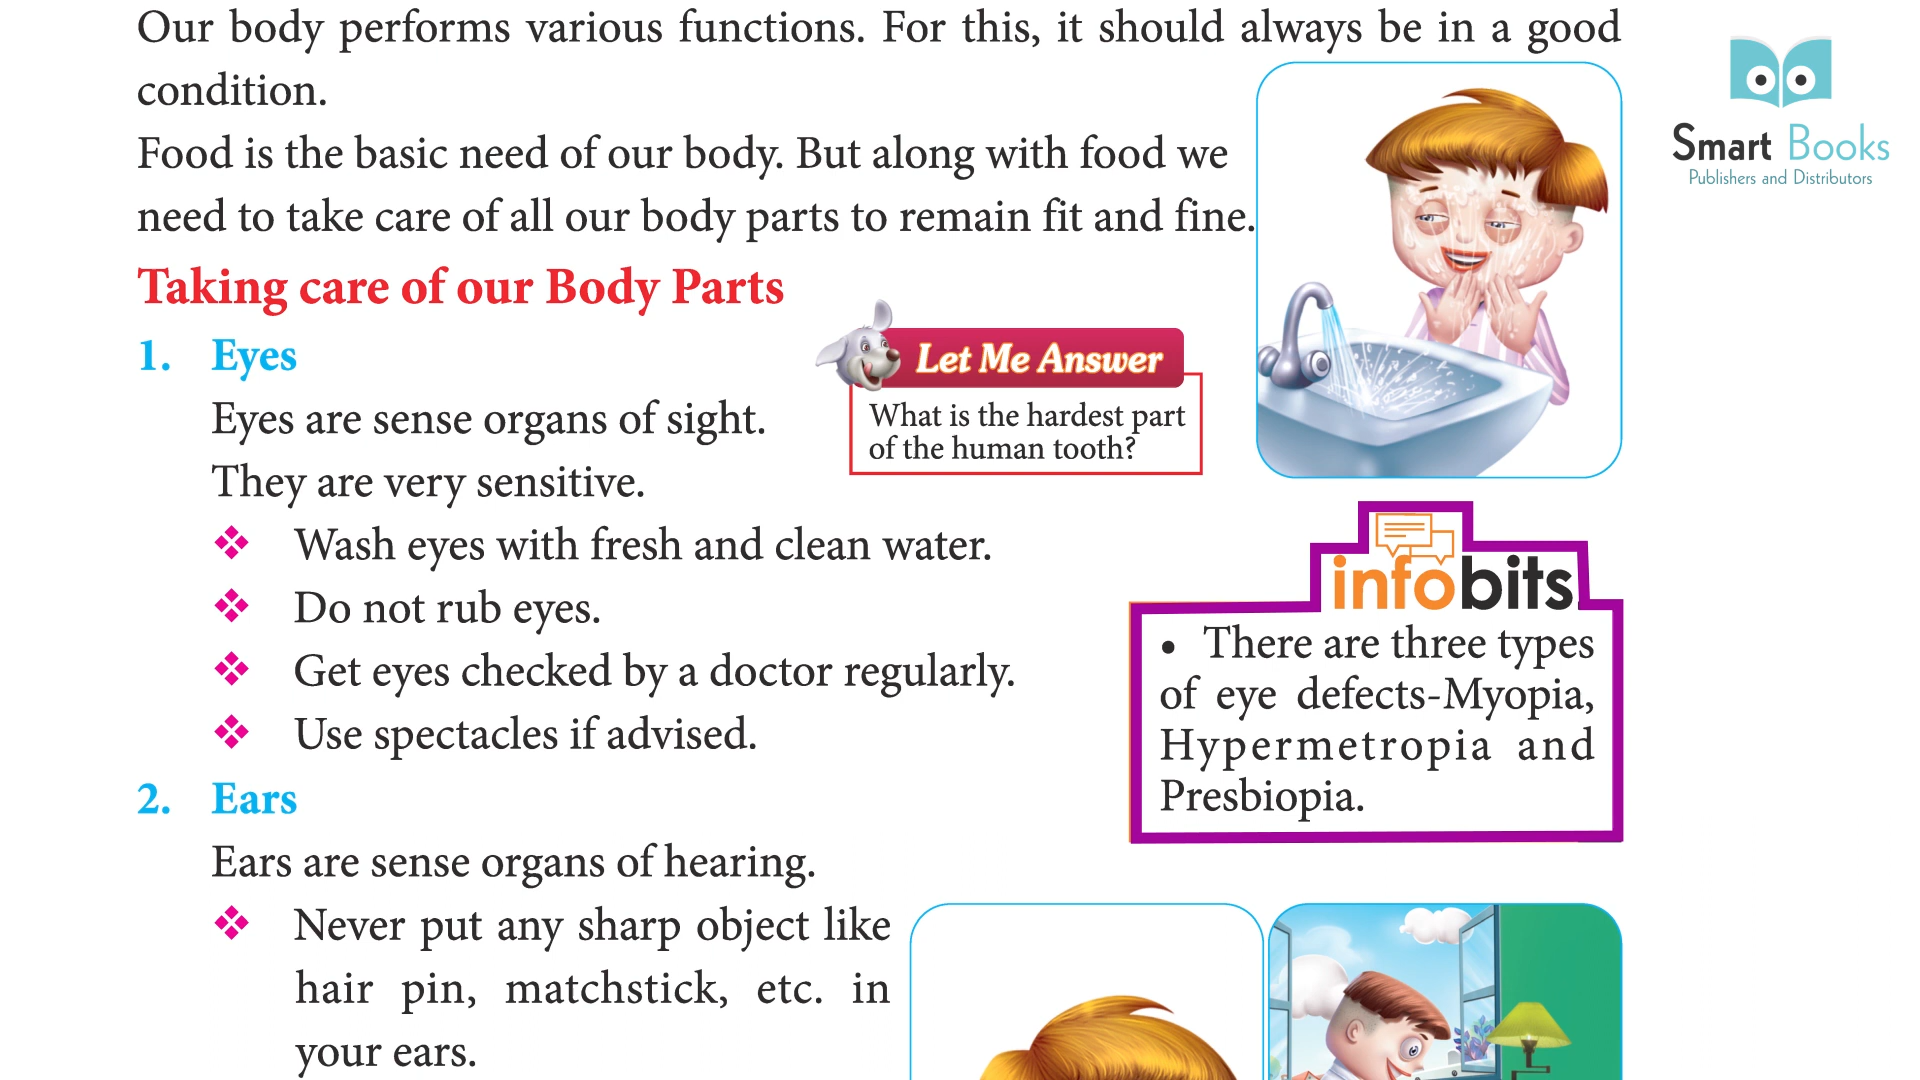 Our body performs various functions. For this, it should always be in a good
condition.
Food is the basic need of our body. But along with food we
need to take care of all our body parts to remain fit and fine.
Smart Books
Publishers and Distributors
Taking care of our Body Parts
1. Eyes
Eyes are sense organs of sight.
They are very sensitive.
Let Me Answer
What is the hardest part
of the human tooth?
❖ Wash eyes with fresh and clean water.
❖ Do not rub eyes.
❖ Get eyes checked by a doctor regularly.
❖ Use spectacles if advised.
infobits
• There are three types
of eye defects-Myopia,
Hypermetropia and
Presbiopia.
2. Ears
Ears are sense organs of hearing.
❖ Never put any sharp object like
hair pin, matchstick, etc. in
your ears.